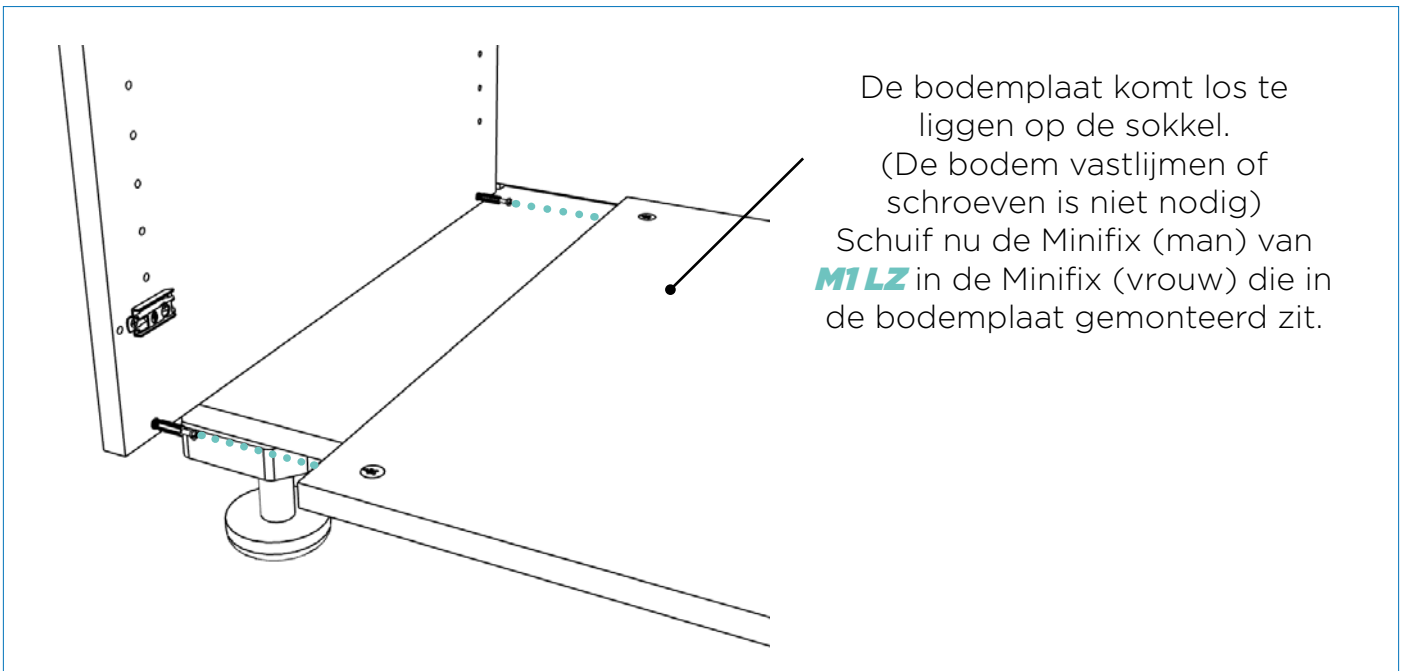 De bodemplaat komt los te
liggen op de sokkel.
(De bodem vastlijmen of
schroeven is niet nodig)
Schuif nu de Minifix (man) van
M1 LZ in de Minifix (vrouw) die in
de bodemplaat gemonteerd zit.